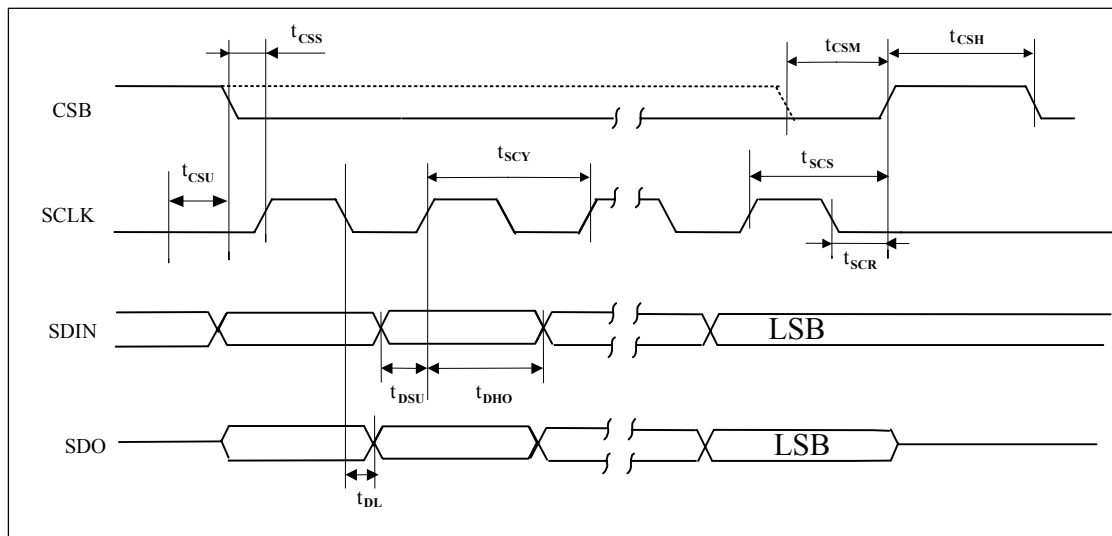 tCSS
tCSM
tCSH
CSB
tCSU
tSCY
tSCS
SCLK
tSCR
SDIN
LSB
tDSU
tDHO
SDO
LSB
tDL